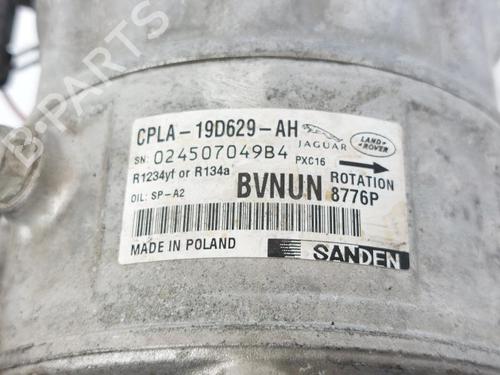 B-PARTS
CPLA-19D629-AH
JAGUAR
LAND ROVER
SN: 024507049B4
PXC16
R1234yf or R134a
ROTATION
OIL: SP-A2
BVNUN
8776P
MADE IN POLAND
SANDEN